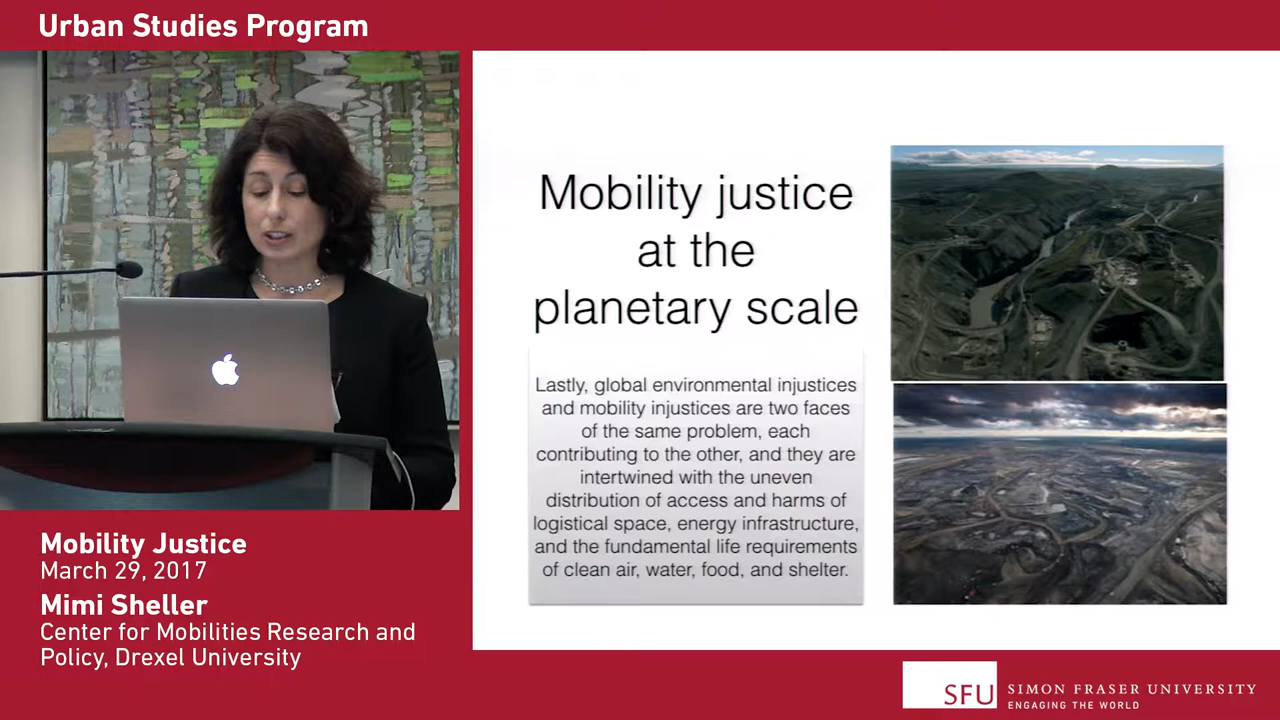 Urban Studies Program
Mobility justice
at the
planetary scale
Lastly, global environmental injustices
and mobility injustices are two faces
of the same problem, each
contributing to the other, and they are
intertwined with the uneven
distribution of access and harms of
logistical space, energy infrastructure,
and the fundamental life requirements
of clean air, water, food, and shelter.
Mobility Justice
March 29, 2017
Mimi Sheller
Center for Mobilities Research and
Policy, Drexel University
SFU
SIMON FRASER UNIVERSITY
ENGAGING THE WORLD